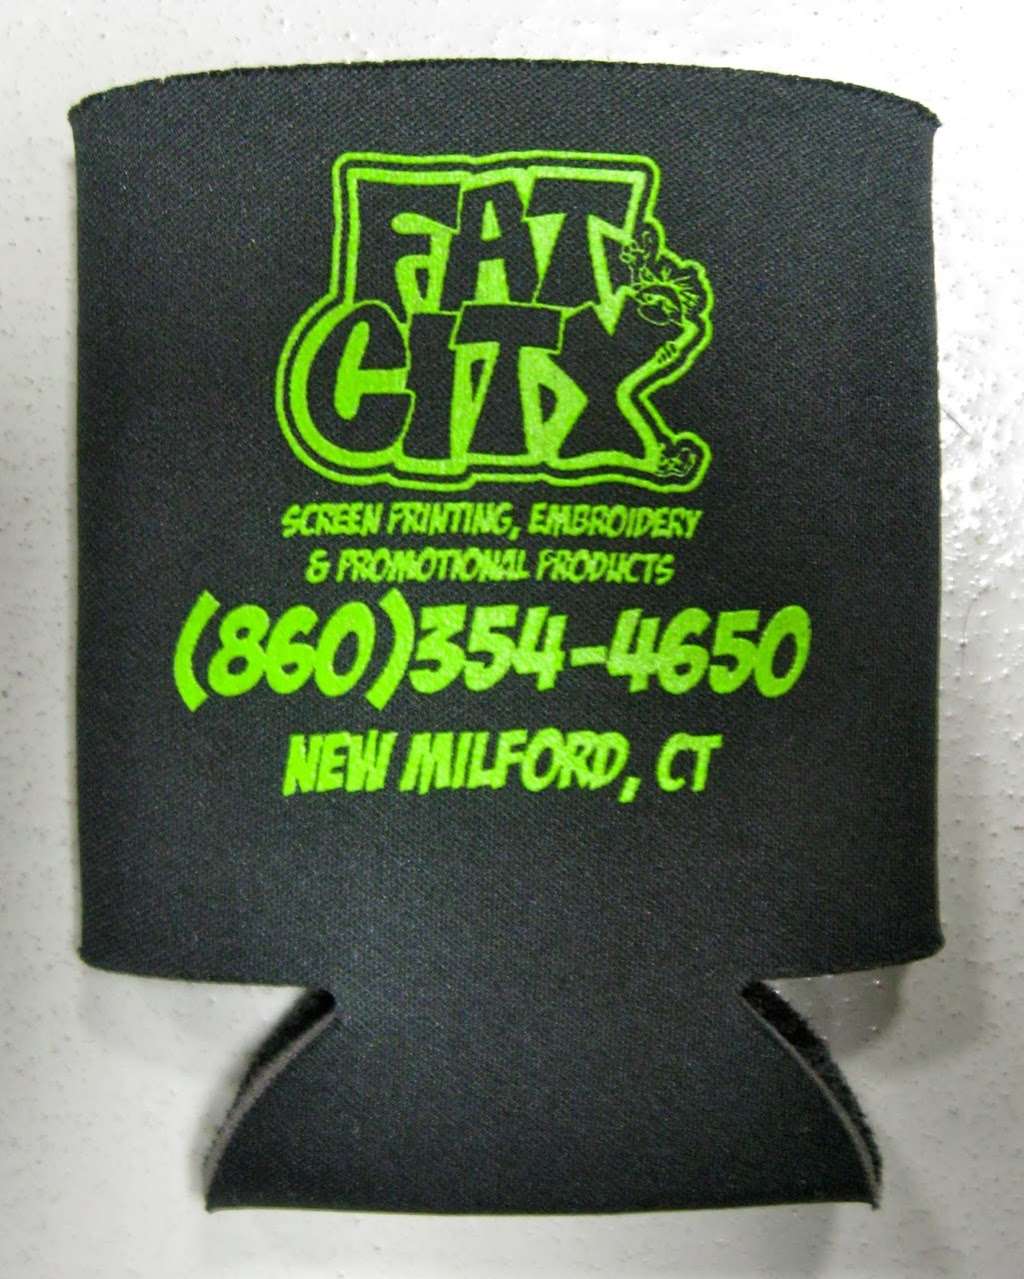 FAT
CITY
SCREEN PRINTING, EMBROIDERY
& PROMOTIONAL PRODUCTS
(860)354-4650
NEW MILFORD, CT